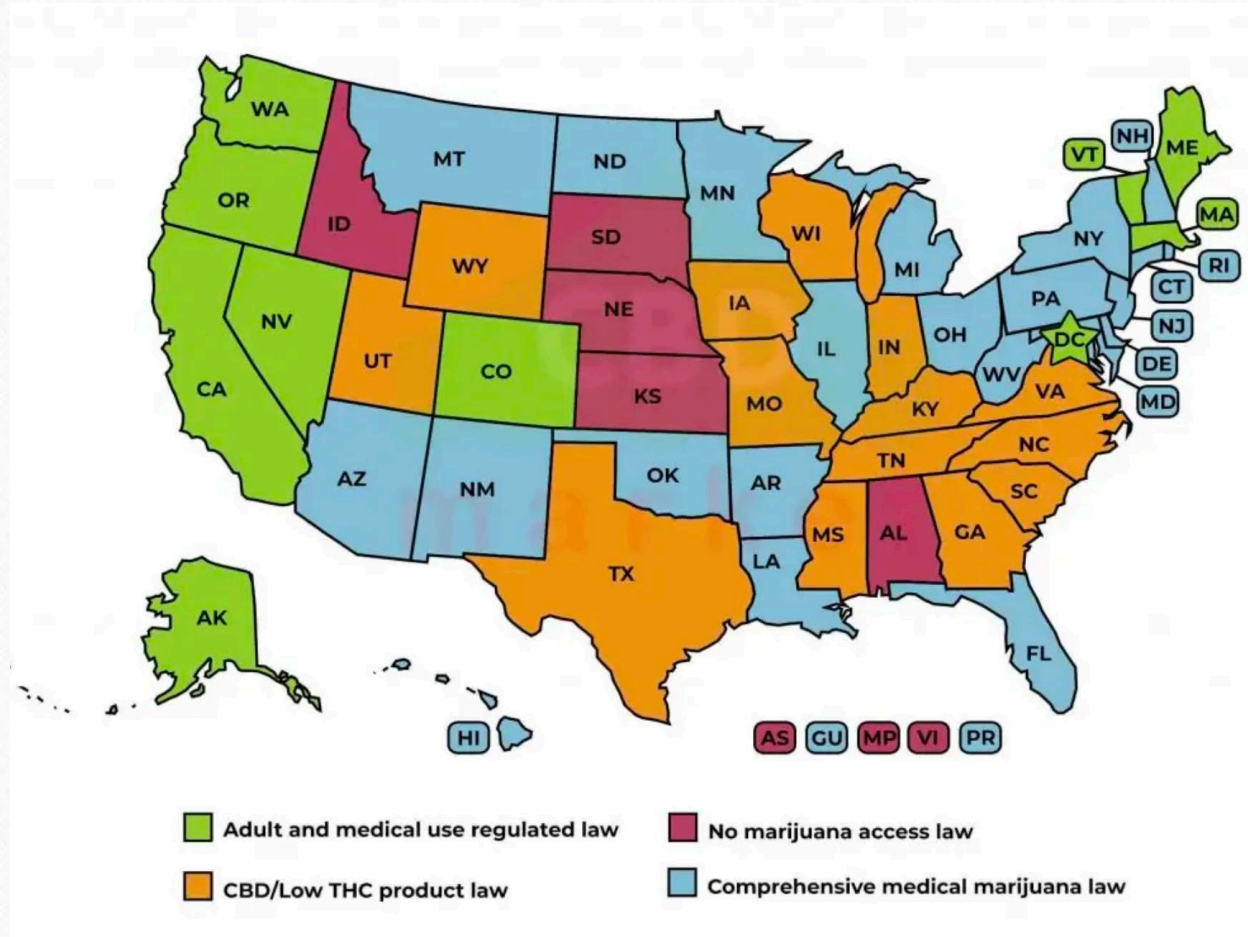 WA
MT
ND
MN
VT
NH
ME
OR
ID
SD
WI
MI
NY
MA
RI
WY
NE
IA
PA
CT
NJ
NV
UT
CO
IL
IN
OH
DC
DE
CA
KS
MO
WV
VA
MD
KY
AZ
NM
OK
AR
TN
NC
SC
TX
LA
MS
AL
GA
FL
AK
HI
AS
GU
MP
VI
PR
CBD
marke
Adult and medical use regulated law
No marijuana access law
CBD/Low THC product law
Comprehensive medical marijuana law